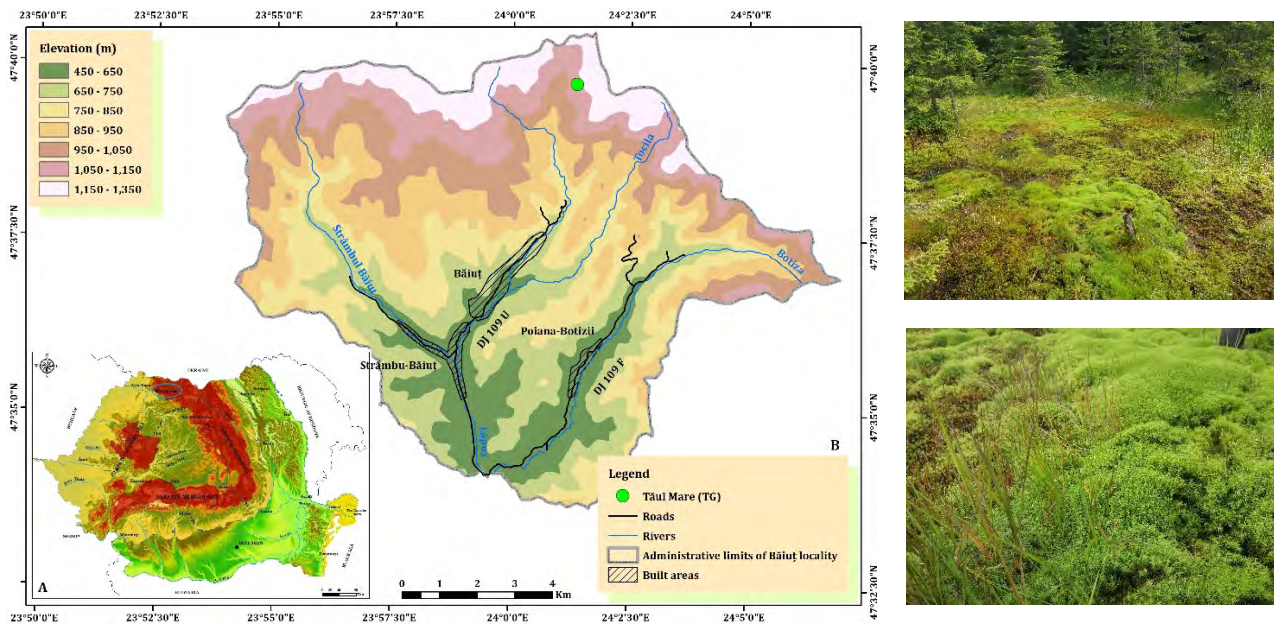 23°50'0"E
23°52'30"E
23°55'0"E
23°57'30"E
24°0'0"E
24°2'30"E
24°5'0"E
47°40'0"N
47°37'30"N
47°35'0"N
47°40'0"N
47°37'30"N
47°35'0"N
47°32'30"N
Elevation (m)
450 - 650
650 - 750
750 - 850
850 - 950
950 - 1,050
1,050 - 1,150
1,150 - 1,350
Tocila
Strâmbul Băiuț
Băiuț
Botiza
DJ 109 U
Poiana-Botizii
Strâmbu-Băiuț
DJ 109 F
Lăpuș
A
B
Legend
Tăul Mare (TG)
Roads
Rivers
Administrative limits of Băiuț locality
Built areas
0 1 2 3 4
Km
23°50'0"E
23°52'30"E
23°55'0"E
23°57'30"E
24°0'0"E
24°2'30"E
24°5'0"E